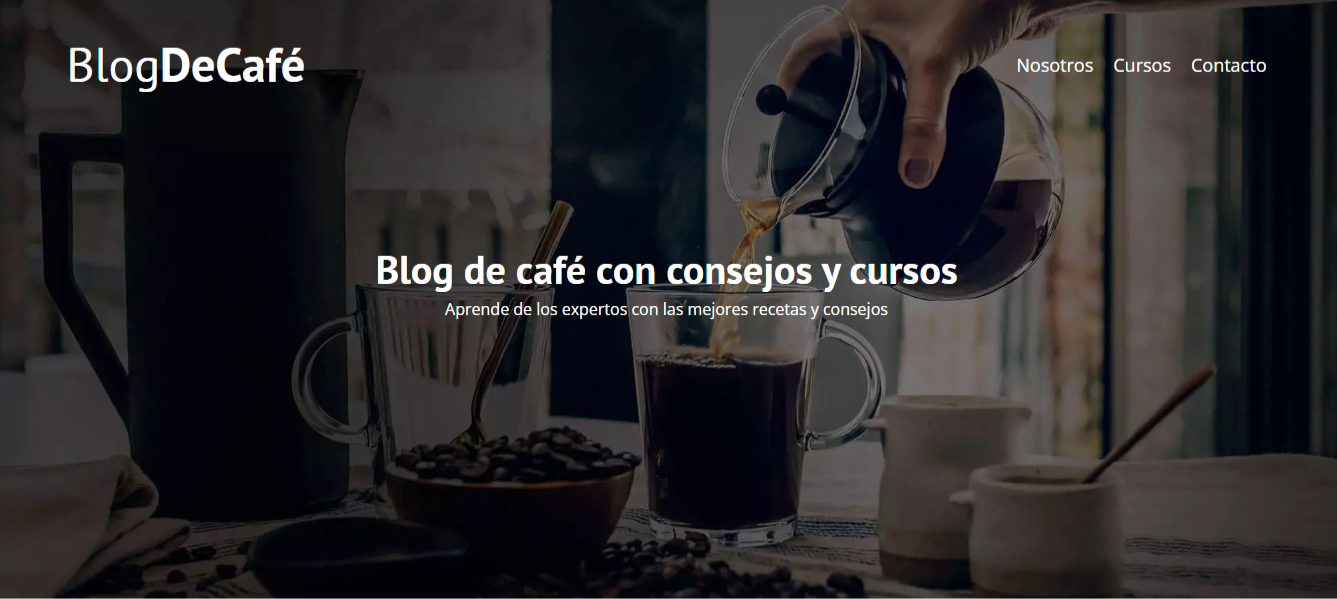 BlogDeCafé
Nosotros Cursos Contacto
Blog de café con consejos y cursos
Aprende de los expertos con las mejores recetas y consejos